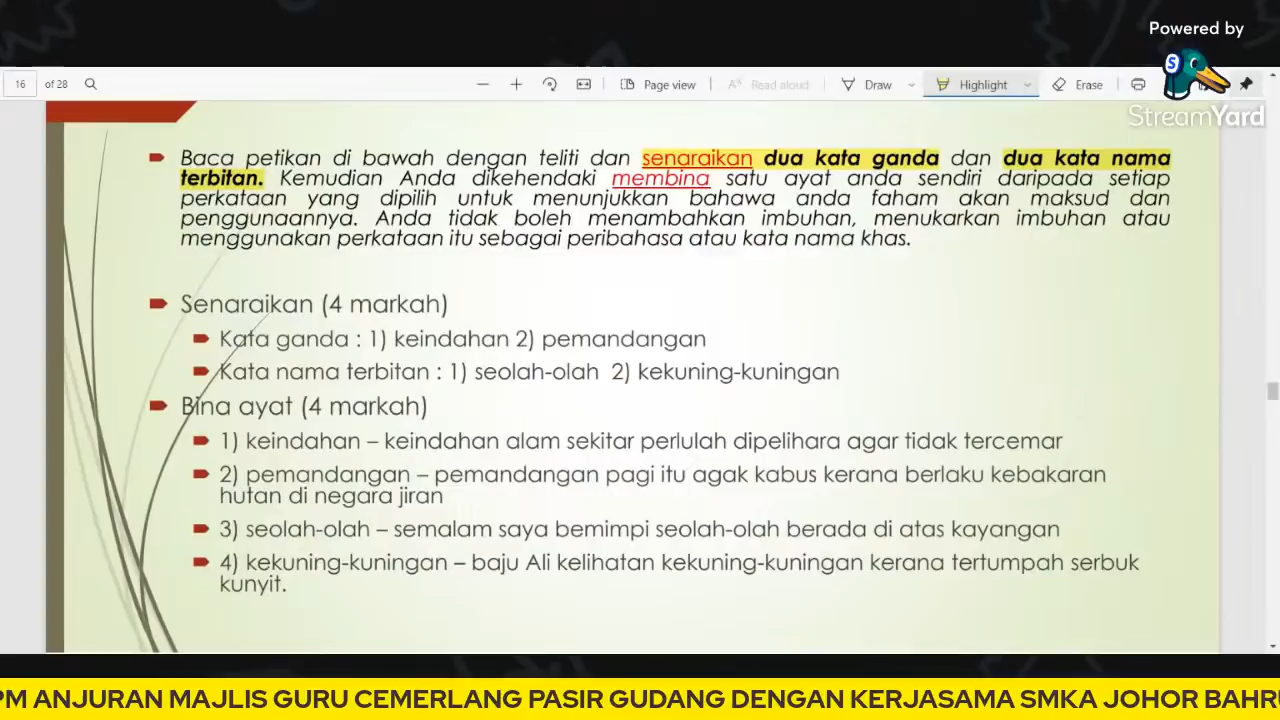 Powered by
StreamYard
16 of 28 Page view Read aloud Draw Highlight Erase
Baca petikan di bawah dengan teliti dan senaraikan dua kata ganda dan dua kata nama
terbitan. Kemudian Anda dikehendaki membina satu ayat anda sendiri daripada setiap
perkataan yang dipilih untuk menunjukkan bahawa anda faham akan maksud dan
penggunaannya. Anda tidak boleh menambahkan imbuhan, menukarkan imbuhan atau
menggunakan perkataan itu sebagai peribahasa atau kata nama khas.
Senaraikan (4 markah)
Kata ganda : 1) keindahan 2) pemandangan
Kata nama terbitan : 1) seolah-olah 2) kekuning-kuningan
Bina ayat (4 markah)
1) keindahan – keindahan alam sekitar perlulah dipelihara agar tidak tercemar
2) pemandangan – pemandangan pagi itu agak kabus kerana berlaku kebakaran
hutan di negara jiran
3) seolah-olah – semalam saya bemimpi seolah-olah berada di atas kayangan
4) kekuning-kuningan – baju Ali kelihatan kekuning-kuningan kerana tertumpah serbuk
kunyit.
PM ANJURAN MAJLIS GURU CEMERLANG PASIR GUDANG DENGAN KERJASAMA SMKA JOHOR BAHRU